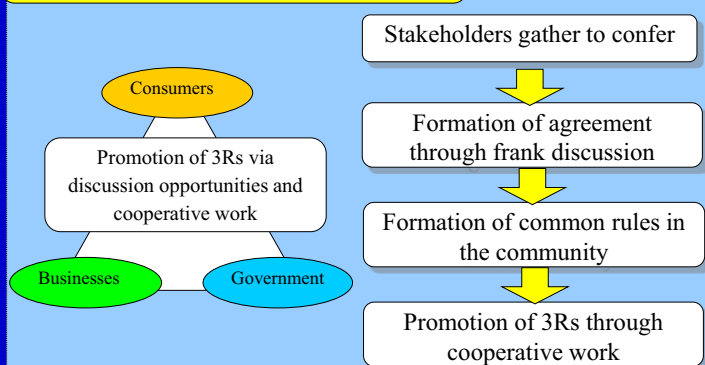 Consumers
Promotion of 3Rs via
discussion opportunities and
cooperative work
Businesses
Government
Stakeholders gather to confer
Formation of agreement
through frank discussion
Formation of common rules in
the community
Promotion of 3Rs through
cooperative work